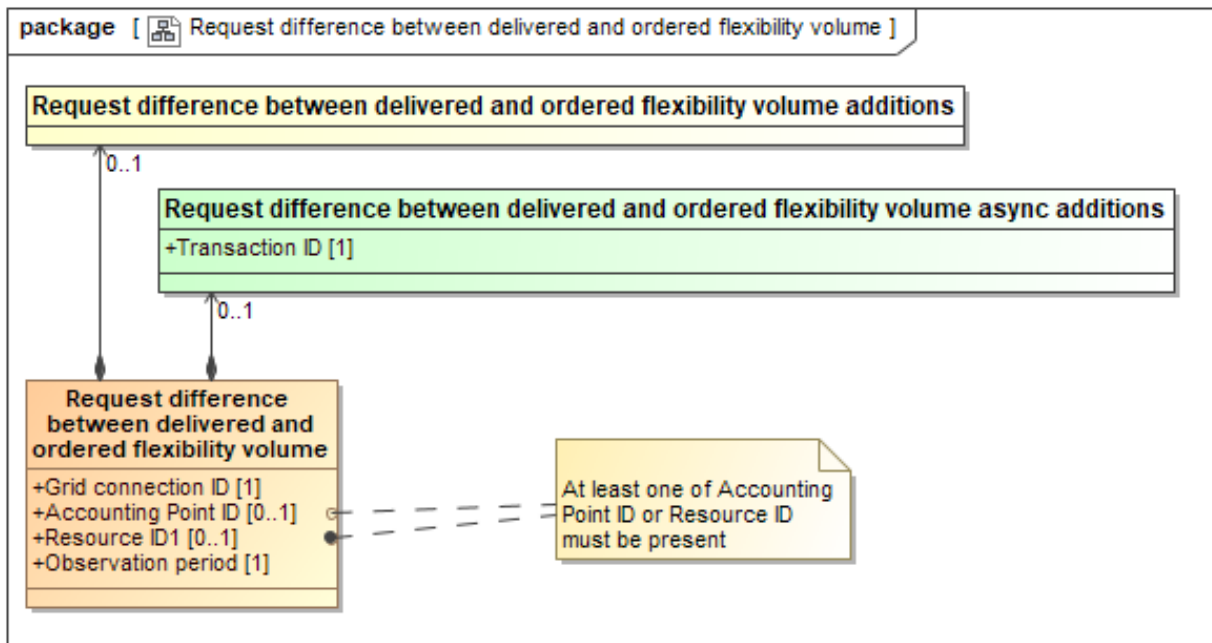 package [ Request difference between delivered and ordered flexibility volume ]
Request difference between delivered and ordered flexibility volume additions
0..1
Request difference between delivered and ordered flexibility volume async additions
+Transaction ID [1]
0..1
Request difference
between delivered and
ordered flexibility volume
+Grid connection ID [1]
+Accounting Point ID [0..1]
+Resource ID1 [0..1]
+Observation period [1]
At least one of Accounting
Point ID or Resource ID
must be present